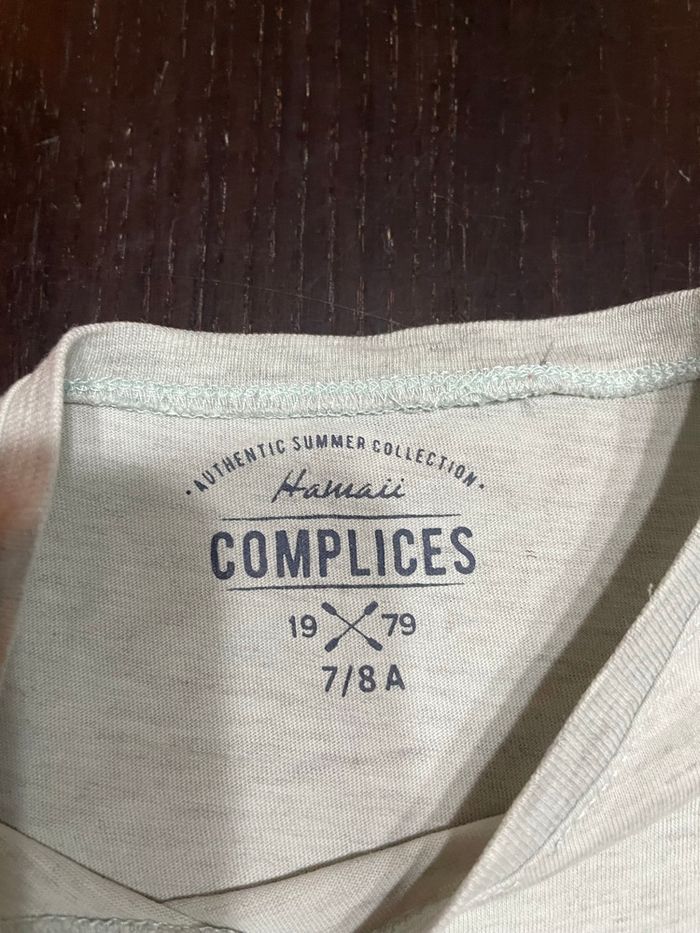 • AUTHENTIC SUMMER COLLECTION •
Hawaii
COMPLICES
19 79
7/8 A